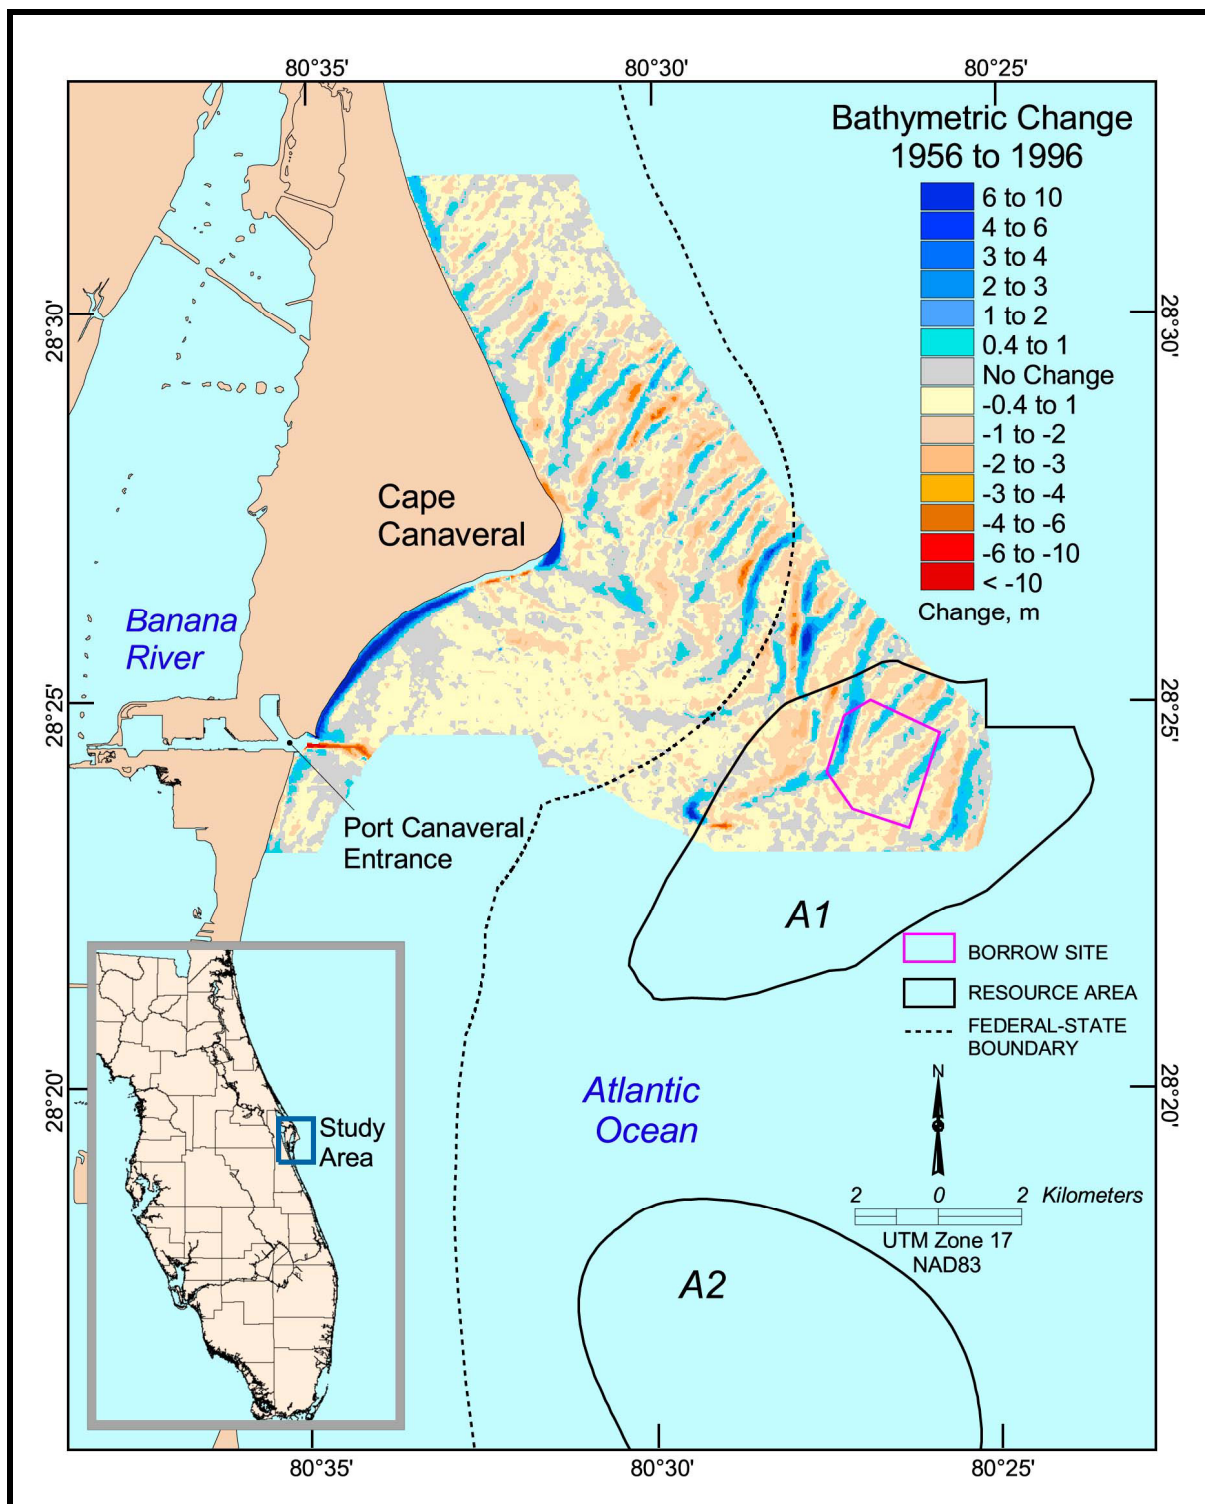 80°35'
80°30'
80°25'
Bathymetric Change
1956 to 1996
6 to 10
4 to 6
3 to 4
2 to 3
1 to 2
0.4 to 1
No Change
-0.4 to 1
-1 to -2
-2 to -3
-3 to -4
-4 to -6
-6 to -10
< -10
Change, m
28°30'
28°30'
Cape
Canaveral
Banana
River
28°25'
28°25'
Port Canaveral
Entrance
A1
BORROW SITE
RESOURCE AREA
FEDERAL-STATE
BOUNDARY
28°20'
28°20'
N
Atlantic
Ocean
Study
Area
2 0 2 Kilometers
UTM Zone 17
NAD83
A2
80°35'
80°30'
80°25'